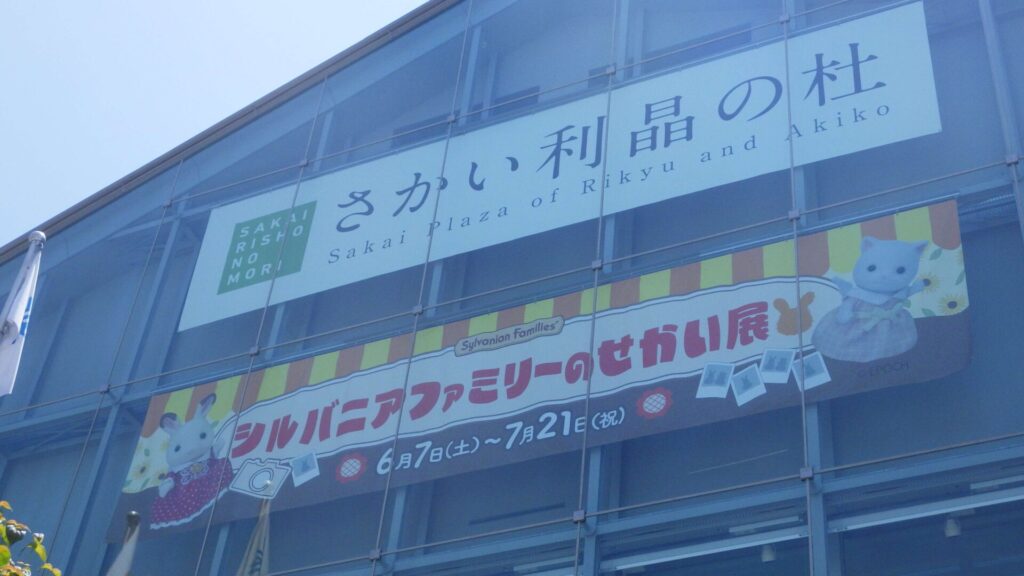 さかい利晶の杜
Sakai Plaza of Rikyu and Akiko
SAKAI
RISHO
NO
MORI
Sylvanian Families
シルバニアファミリーのせかい展
6月7日(土)～7月21日(祝)
© EPOCH